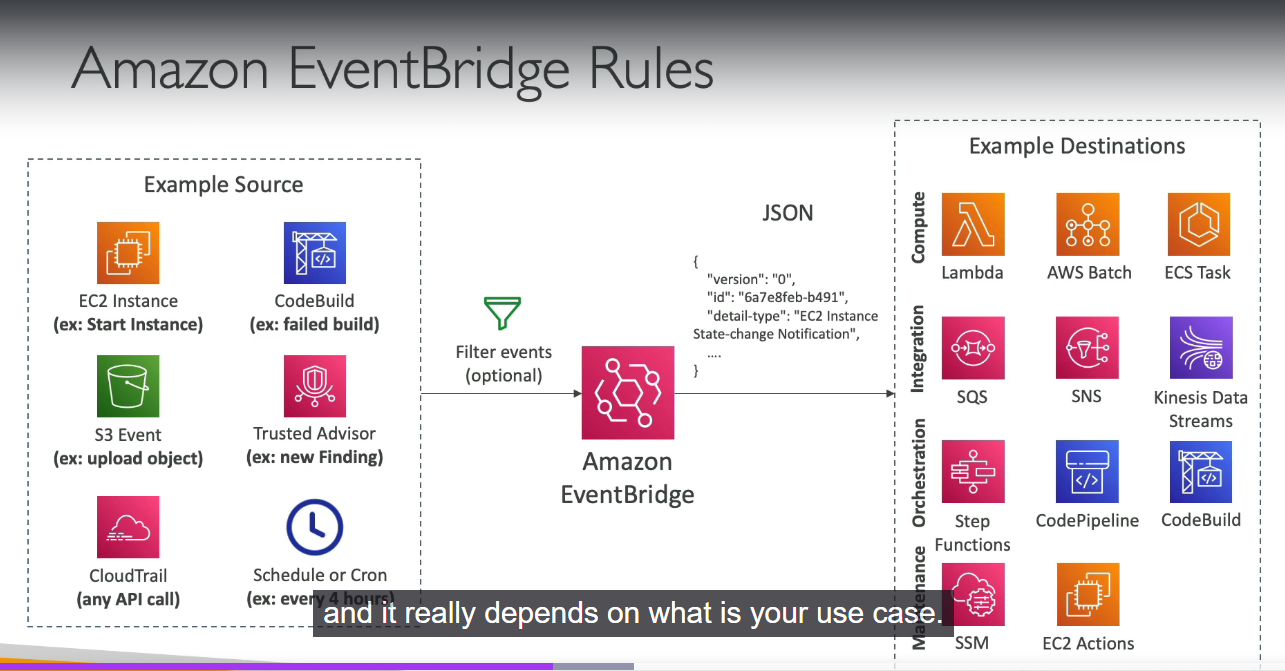 Amazon EventBridge Rules
Example Source
EC2 Instance
(ex: Start Instance)
CodeBuild
(ex: failed build)
S3 Event
(ex: upload object)
Trusted Advisor
(ex: new Finding)
CloudTrail
(any API call)
Schedule or Cron
(ex: every 4 hours)
Filter events
(optional)
Amazon
EventBridge
JSON
{
"version": "0",
"id": "6a7e8feb-b491",
"detail-type": "EC2 Instance
State-change Notification",
....
}
Example Destinations
Compute
Lambda
AWS Batch
ECS Task
Integration
SQS
SNS
Kinesis Data
Streams
Orchestration
Step
Functions
CodePipeline
CodeBuild
Maintenance
SSM
EC2 Actions
and it really depends on what is your use case.